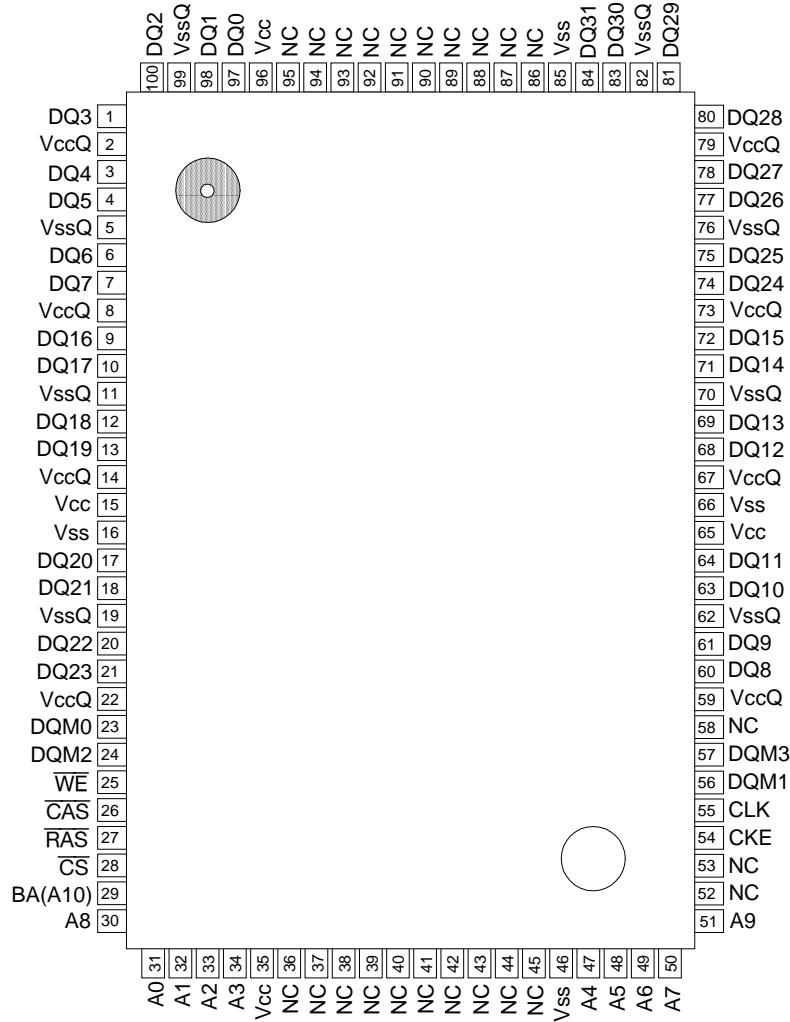 DQ2 VssQ DQ1 DQ0 Vcc NC NC NC NC NC NC NC NC NC NC Vss DQ31 DQ30 VssQ DQ29
100 99 98 97 96 95 94 93 92 91 90 89 88 87 86 85 84 83 82 81
DQ3 1 80 DQ28
VccQ 2 79 VccQ
DQ4 3 78 DQ27
DQ5 4 77 DQ26
VssQ 5 76 VssQ
DQ6 6 75 DQ25
DQ7 7 74 DQ24
VccQ 8 73 VccQ
DQ16 9 72 DQ15
DQ17 10 71 DQ14
VssQ 11 70 VssQ
DQ18 12 69 DQ13
DQ19 13 68 DQ12
VccQ 14 67 VccQ
Vcc 15 66 Vss
Vss 16 65 Vcc
DQ20 17 64 DQ11
DQ21 18 63 DQ10
VssQ 19 62 VssQ
DQ22 20 61 DQ9
DQ23 21 60 DQ8
VccQ 22 59 VccQ
DQM0 23 58 NC
DQM2 24 57 DQM3
W̅E̅ 25 56 DQM1
C̅A̅S̅ 26 55 CLK
R̅A̅S̅ 27 54 CKE
C̅S̅ 28 53 NC
BA(A10) 29 52 NC
A8 30 51 A9
31 32 33 34 35 36 37 38 39 40 41 42 43 44 45 46 47 48 49 50
A0 A1 A2 A3 Vcc NC NC NC NC NC NC NC NC NC NC Vss A4 A5 A6 A7